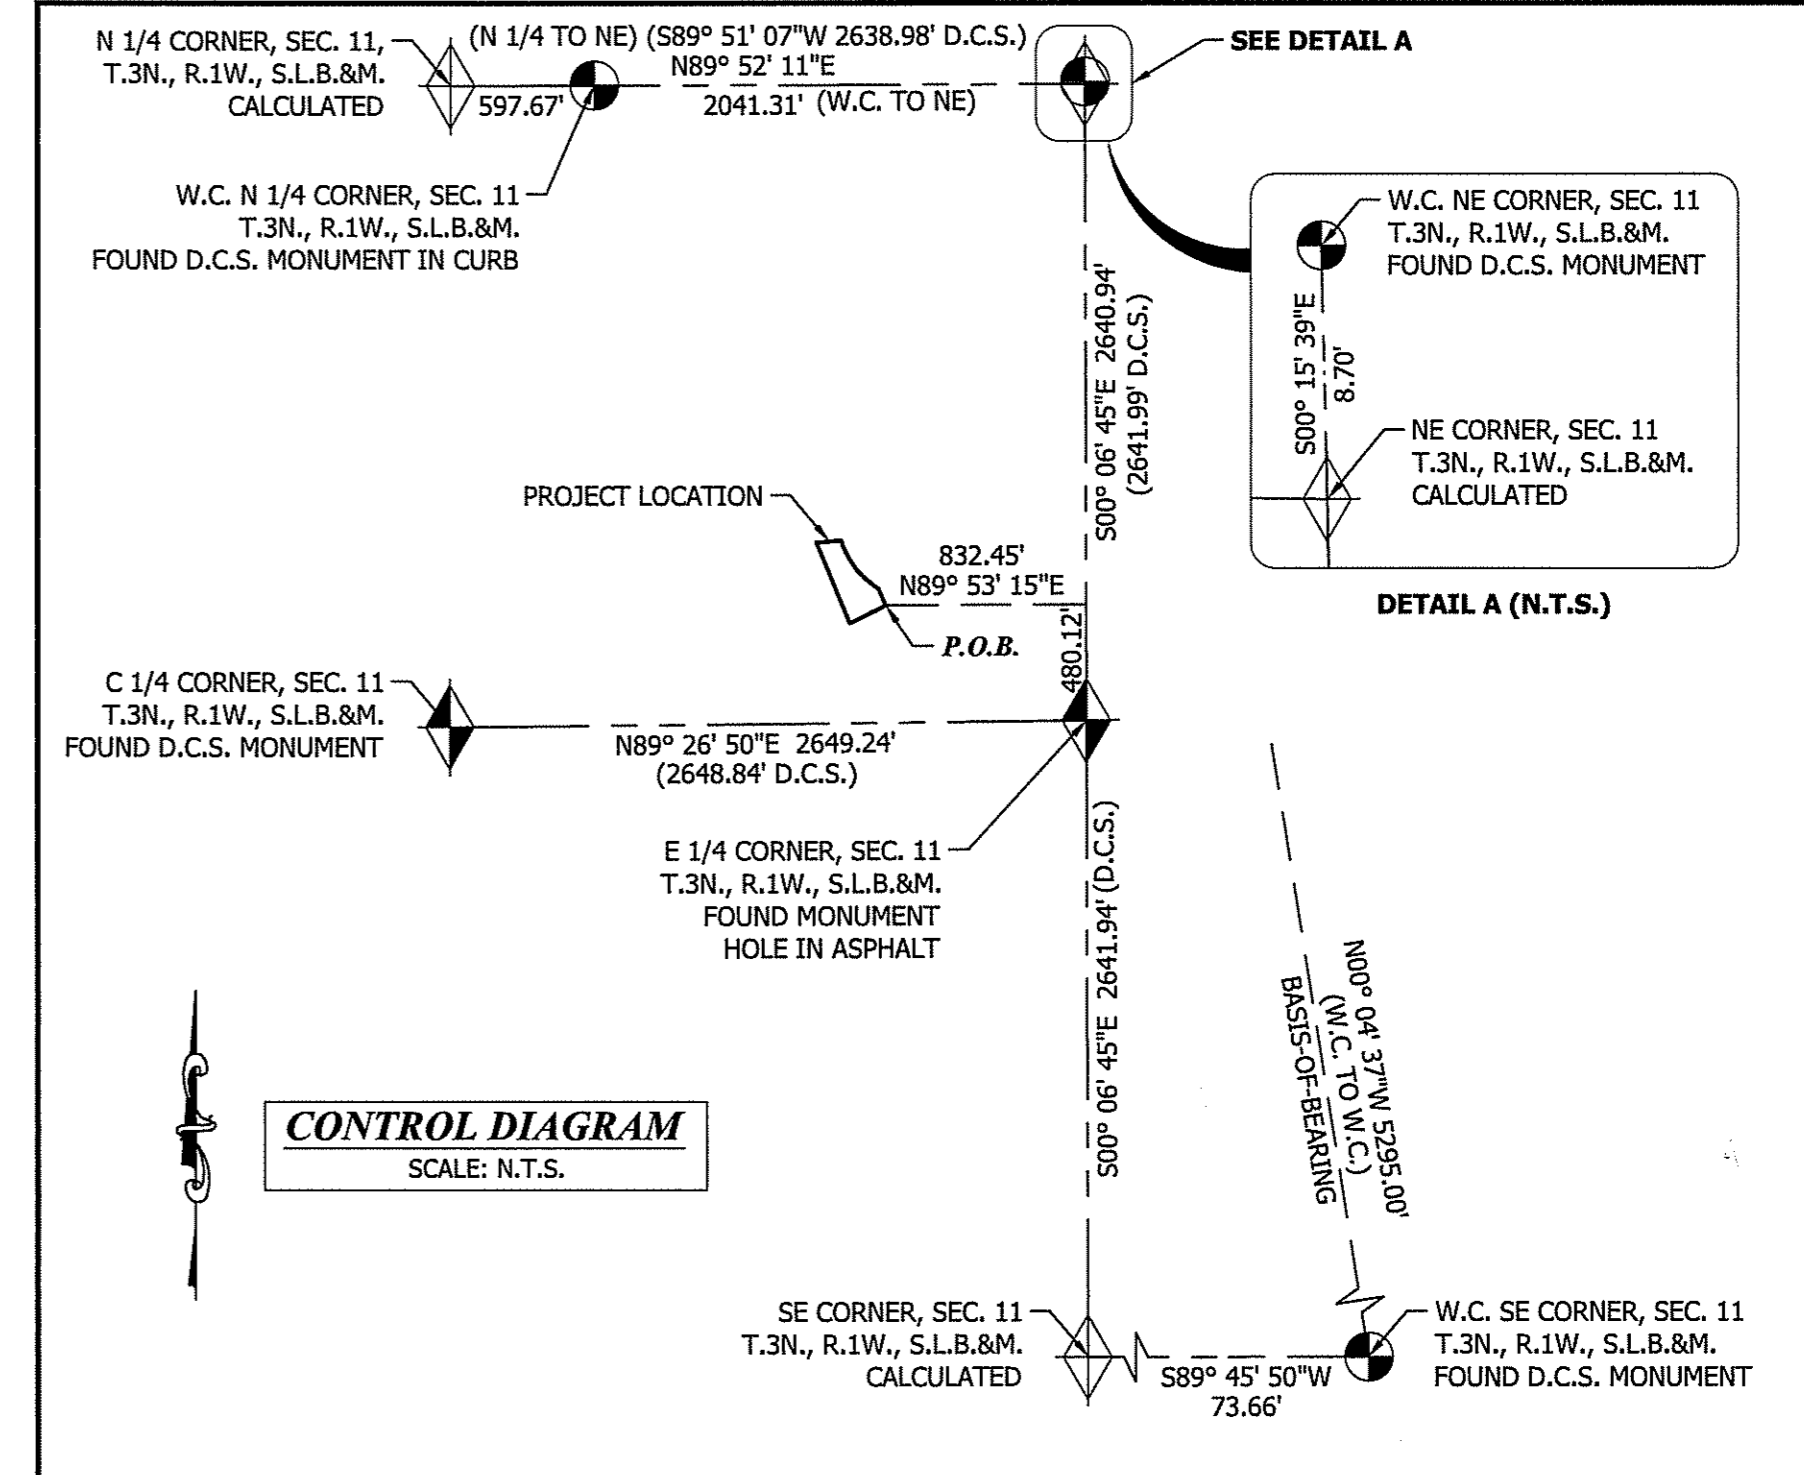 N 1/4 CORNER, SEC. 11,
T.3N., R.1W., S.L.B.&M.
CALCULATED
(N 1/4 TO NE) (S89° 51' 07"W 2638.98' D.C.S.)
N89° 52' 11"E
597.67'
2041.31' (W.C. TO NE)
SEE DETAIL A
W.C. N 1/4 CORNER, SEC. 11
T.3N., R.1W., S.L.B.&M.
FOUND D.C.S. MONUMENT IN CURB
W.C. NE CORNER, SEC. 11
T.3N., R.1W., S.L.B.&M.
FOUND D.C.S. MONUMENT
S00° 15' 39"E
8.70'
NE CORNER, SEC. 11
T.3N., R.1W., S.L.B.&M.
CALCULATED
DETAIL A (N.T.S.)
S00° 06' 45"E 2640.94'
(2641.99' D.C.S.)
PROJECT LOCATION
832.45'
N89° 53' 15"E
P.O.B.
480.12'
C 1/4 CORNER, SEC. 11
T.3N., R.1W., S.L.B.&M.
FOUND D.C.S. MONUMENT
N89° 26' 50"E 2649.24'
(2648.84' D.C.S.)
E 1/4 CORNER, SEC. 11
T.3N., R.1W., S.L.B.&M.
FOUND MONUMENT
HOLE IN ASPHALT
S00° 06' 45"E 2641.94' (D.C.S.)
N00° 04' 37"W 5295.00'
(W.C. TO W.C.)
BASIS-OF-BEARING
CONTROL DIAGRAM
SCALE: N.T.S.
SE CORNER, SEC. 11
T.3N., R.1W., S.L.B.&M.
CALCULATED
S89° 45' 50"W
73.66'
W.C. SE CORNER, SEC. 11
T.3N., R.1W., S.L.B.&M.
FOUND D.C.S. MONUMENT